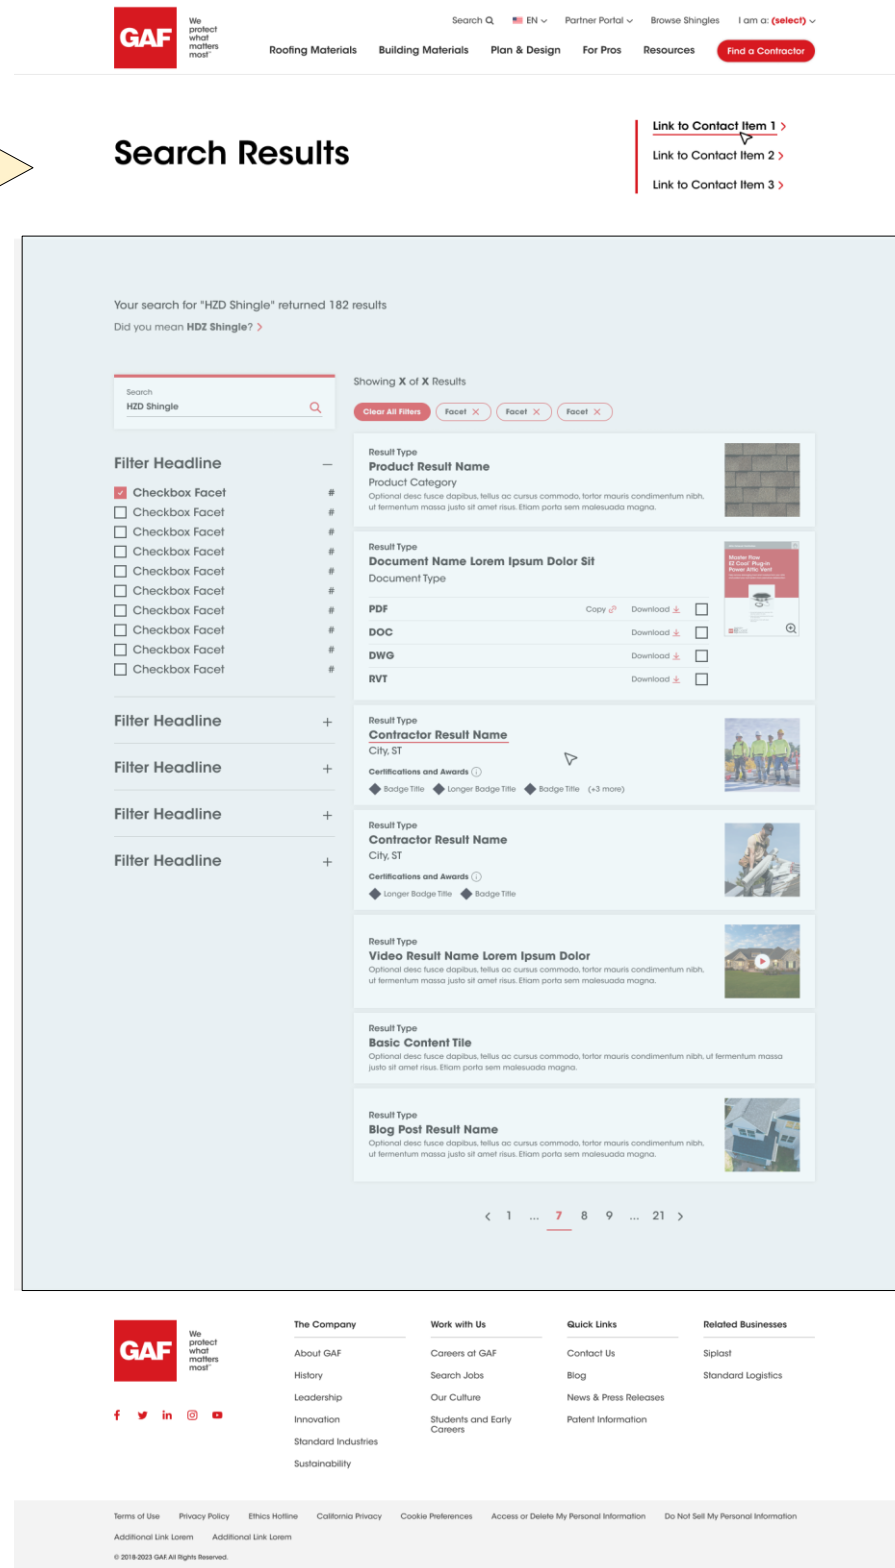 GAF
We
protect
what
matters
most™
Search
EN
Partner Portal
Browse Shingles
I am a: (select)
Roofing Materials
Building Materials
Plan & Design
For Pros
Resources
Find a Contractor
Search Results
Link to Contact Item 1
Link to Contact Item 2
Link to Contact Item 3
Your search for "HZD Shingle" returned 182 results
Did you mean HDZ Shingle?
Search
HZD Shingle
Filter Headline
Checkbox Facet #
Checkbox Facet #
Checkbox Facet #
Checkbox Facet #
Checkbox Facet #
Checkbox Facet #
Checkbox Facet #
Checkbox Facet #
Checkbox Facet #
Checkbox Facet #
Filter Headline
Filter Headline
Filter Headline
Filter Headline
Showing X of X Results
Clear All Filters
Facet
Facet
Facet
Result Type
Product Result Name
Product Category
Optional desc fusce dapibus, tellus ac cursus commodo, tortor mauris condimentum nibh,
ut fermentum massa justo sit amet risus. Etiam porta sem malesuada magna.
Result Type
Document Name Lorem Ipsum Dolor Sit
Document Type
PDF Copy Download
DOC Download
DWG Download
RVT Download
Master Flow
EZ Cool™ Plug-In
Power Attic Vent
Result Type
Contractor Result Name
City, ST
Certifications and Awards
Badge Title Longer Badge Title Badge Title (+3 more)
Result Type
Contractor Result Name
City, ST
Certifications and Awards
Longer Badge Title Badge Title
Result Type
Video Result Name Lorem Ipsum Dolor
Optional desc fusce dapibus, tellus ac cursus commodo, tortor mauris condimentum nibh,
ut fermentum massa justo sit amet risus. Etiam porta sem malesuada magna.
Result Type
Basic Content Tile
Optional desc fusce dapibus, tellus ac cursus commodo, tortor mauris condimentum nibh, ut fermentum massa
justo sit amet risus. Etiam porta sem malesuada magna.
Result Type
Blog Post Result Name
Optional desc fusce dapibus, tellus ac cursus commodo, tortor mauris condimentum nibh,
ut fermentum massa justo sit amet risus. Etiam porta sem malesuada magna.
1 ... 7 8 9 ... 21
GAF
We
protect
what
matters
most™
The Company
About GAF
History
Leadership
Innovation
Standard Industries
Sustainability
Work with Us
Careers at GAF
Search Jobs
Our Culture
Students and Early
Careers
Quick Links
Contact Us
Blog
News & Press Releases
Patent Information
Related Businesses
Siplast
Standard Logistics
Terms of Use Privacy Policy Ethics Hotline California Privacy Cookie Preferences Access or Delete My Personal Information Do Not Sell My Personal Information
Additional Link Lorem Additional Link Lorem
© 2018-2023 GAF. All Rights Reserved.